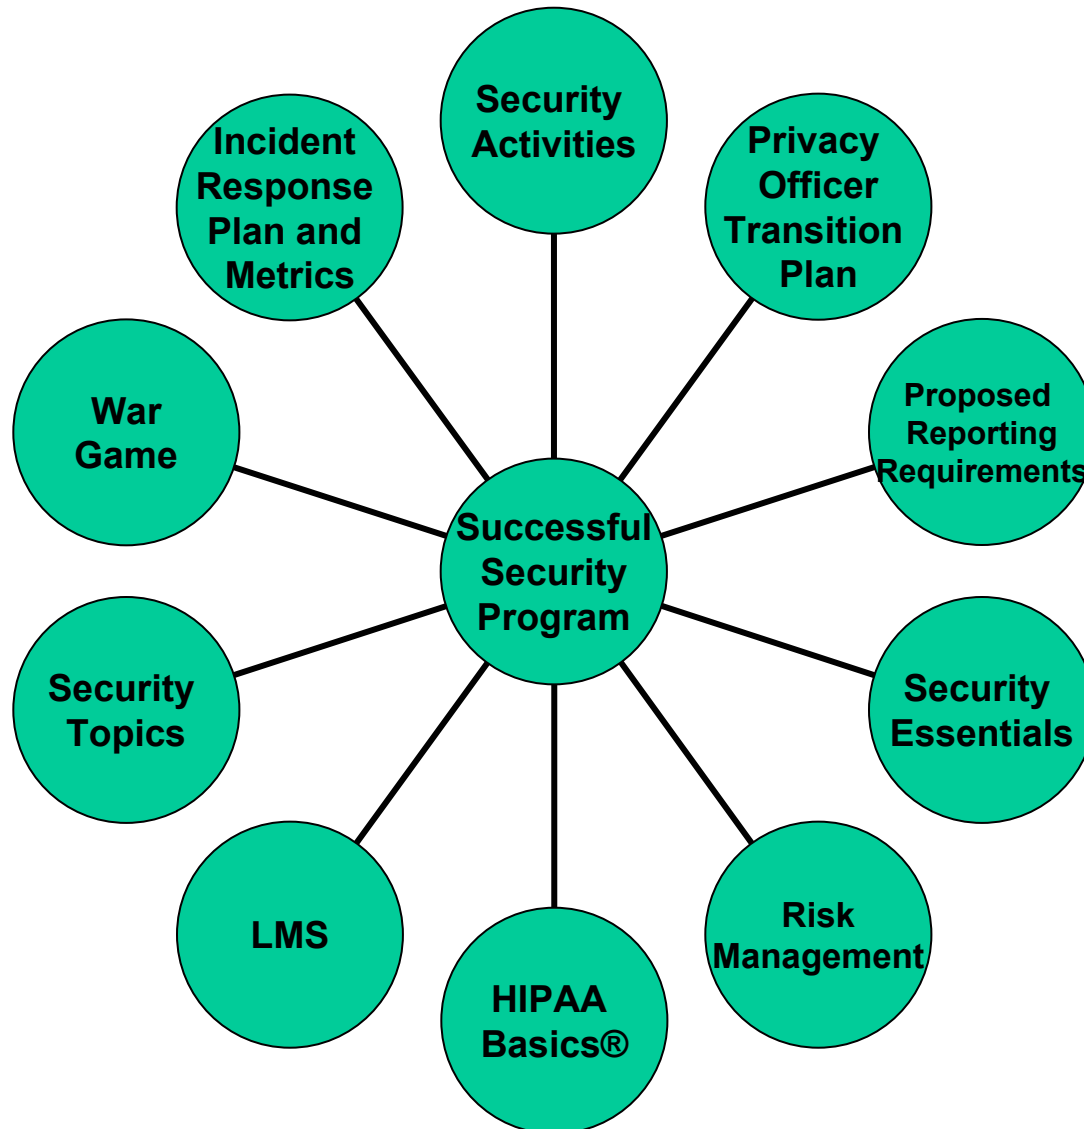 Security
Activities
Privacy
Officer
Transition
Plan
Proposed
Reporting
Requirements
Security
Essentials
Risk
Management
HIPAA
Basics®
LMS
Security
Topics
War
Game
Incident
Response
Plan and
Metrics
Successful
Security
Program